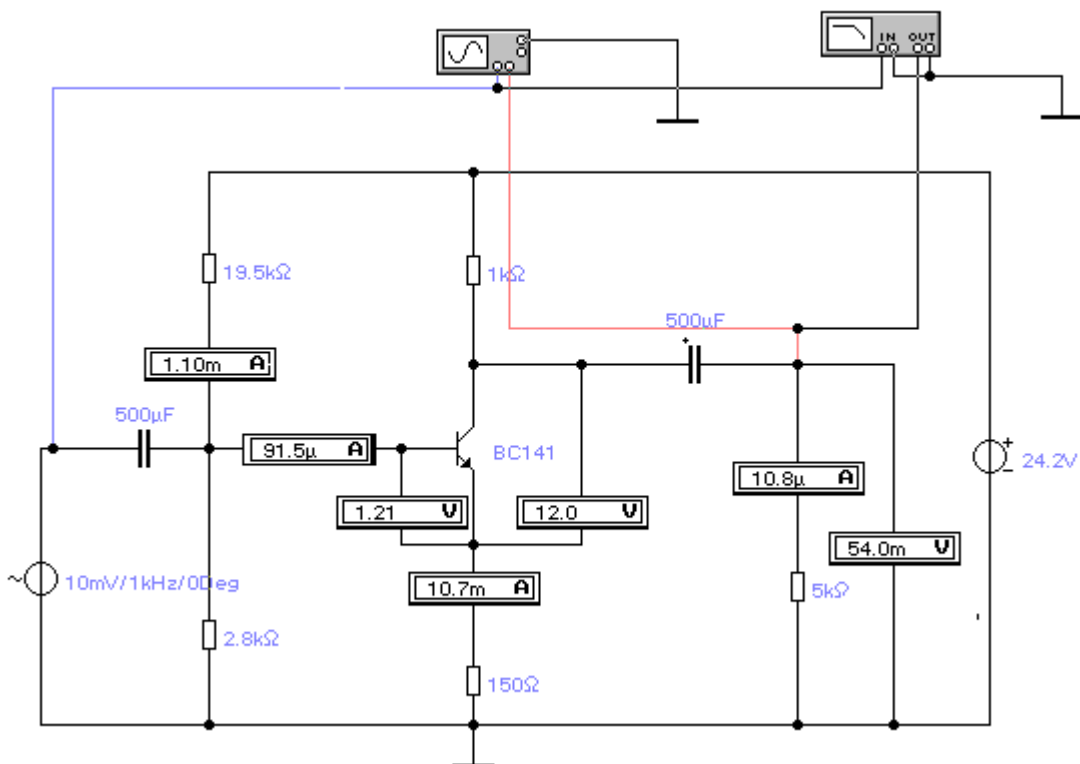 IN OUT
19.5kΩ
1kΩ
500µF
1.10m A
500µF
91.5µ A
BC141
10.8µ A
24.2V
1.21 V
12.0 V
54.0m V
10mV/1kHz/0Deg
10.7m A
5kΩ
2.8kΩ
150Ω